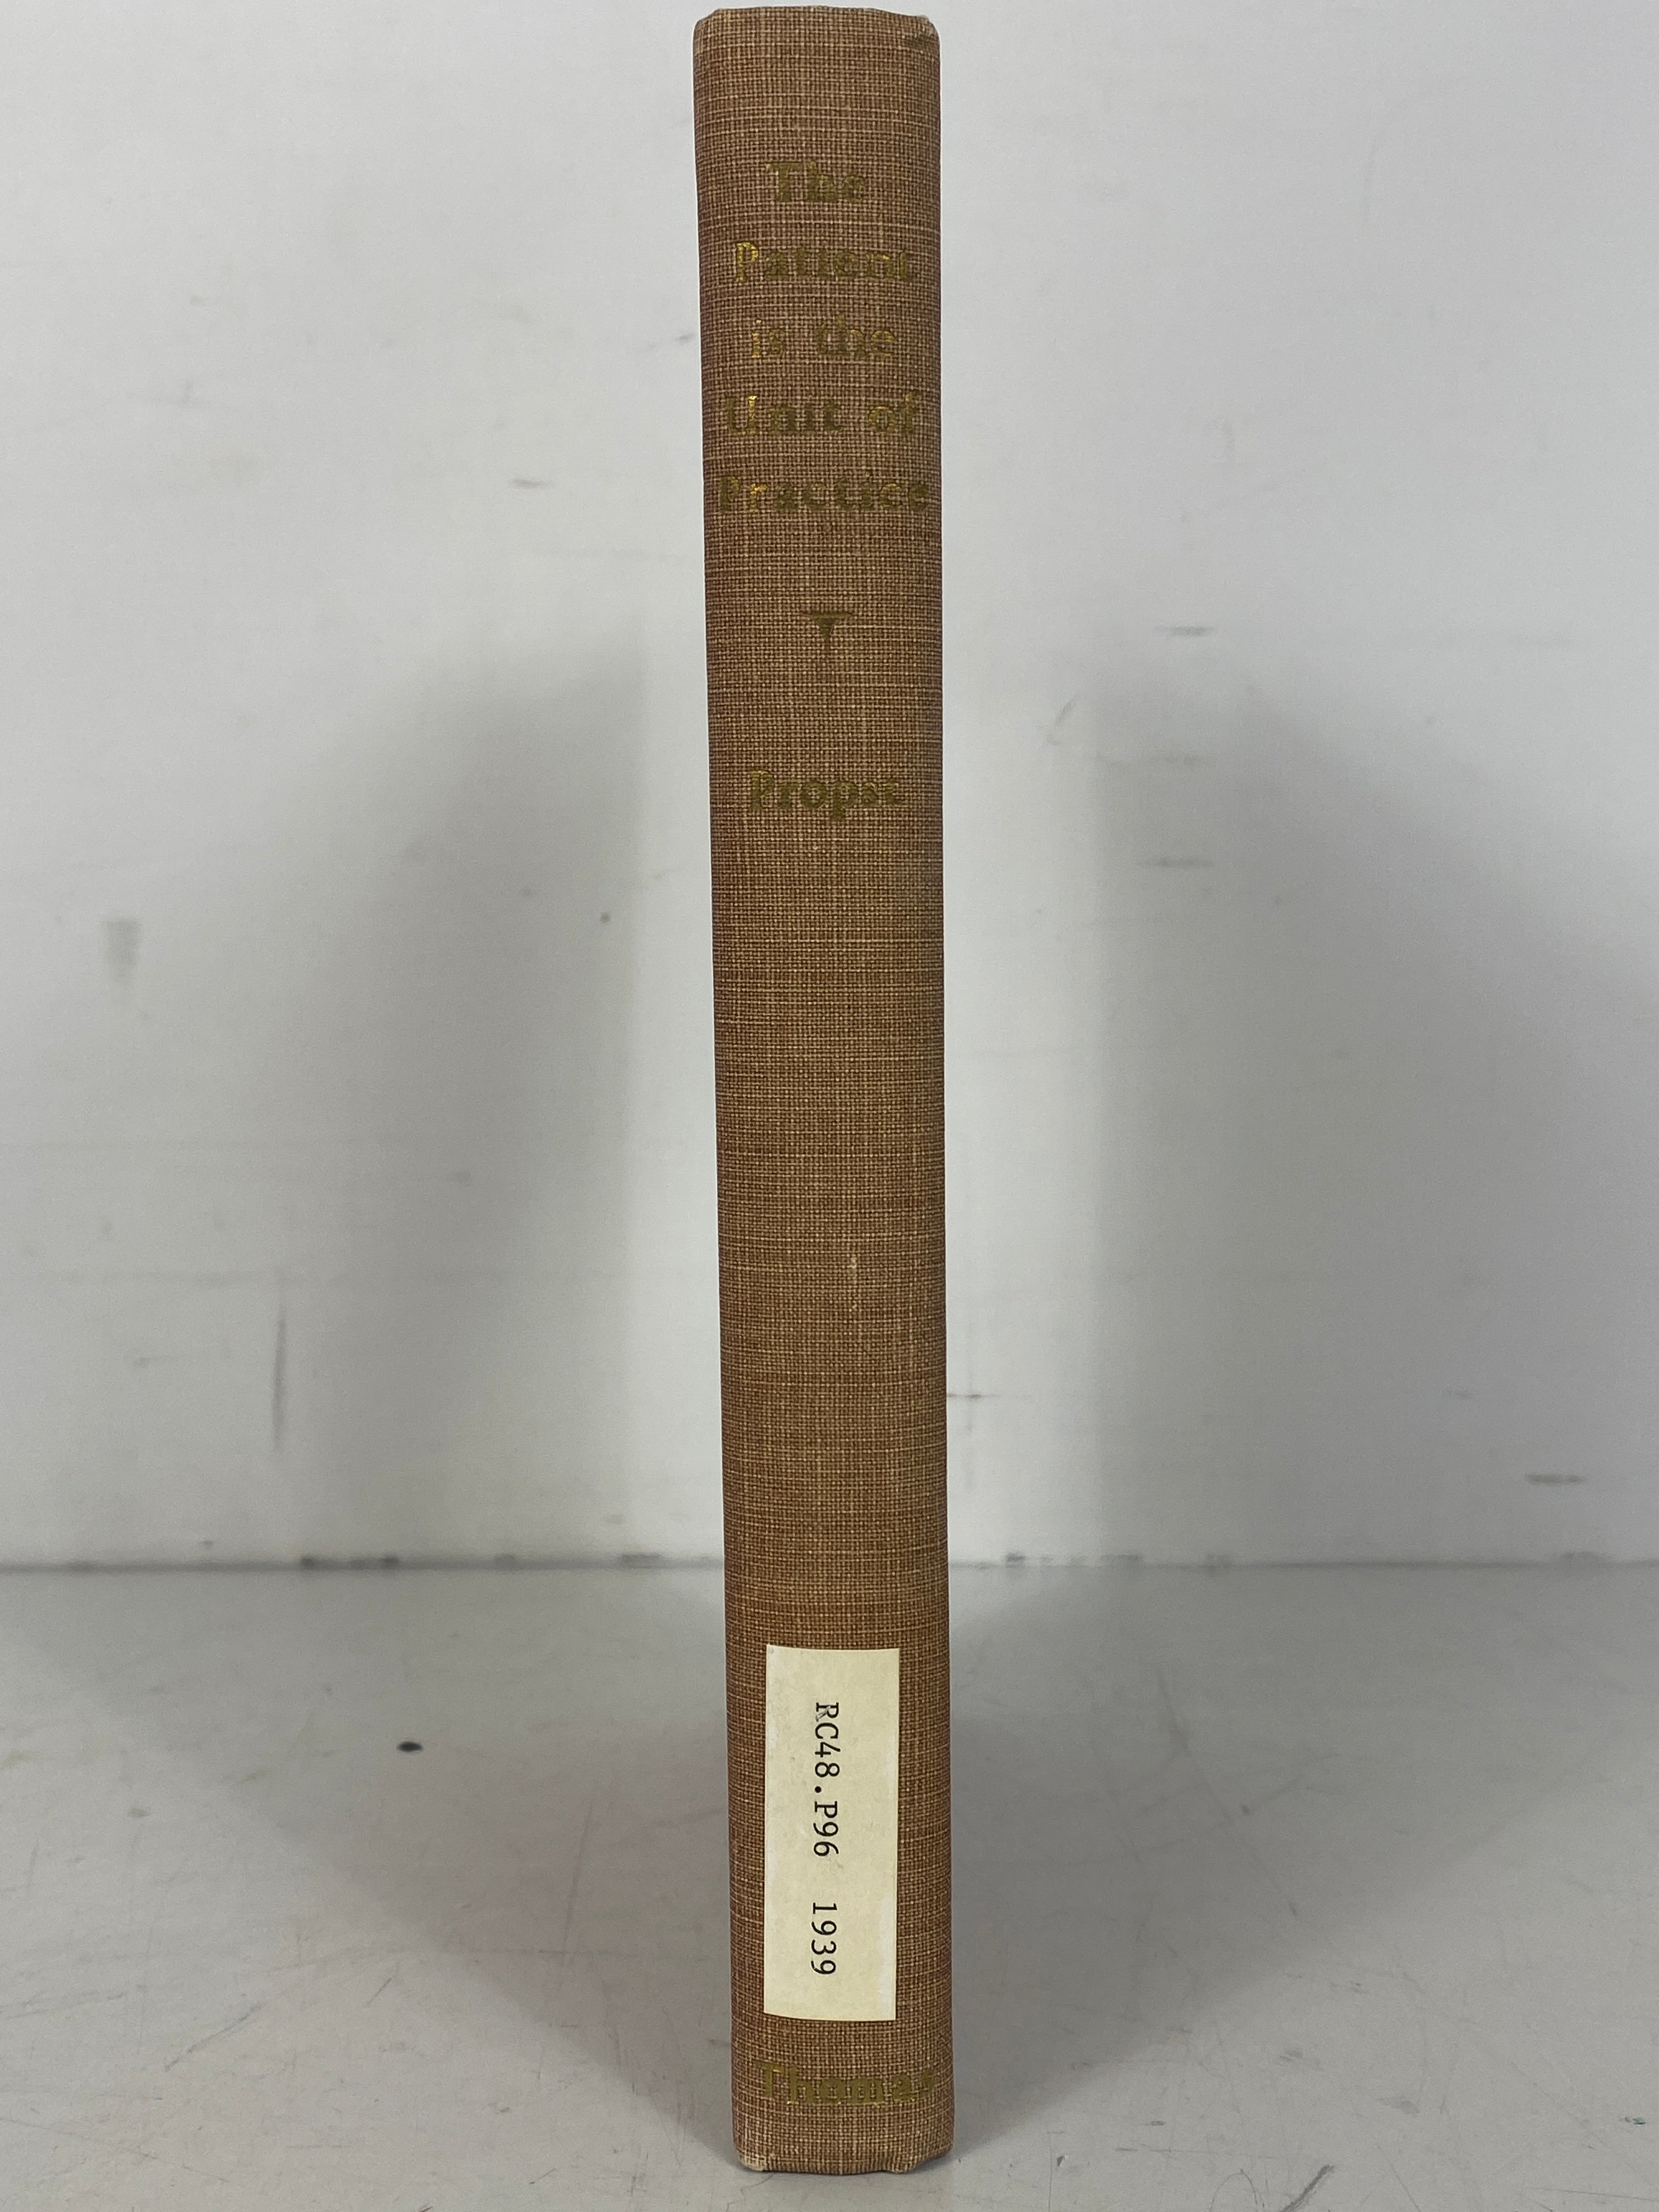 The
Patient
is the
Unit of
Practice
Propst
RC48.P96 1939
Thomas